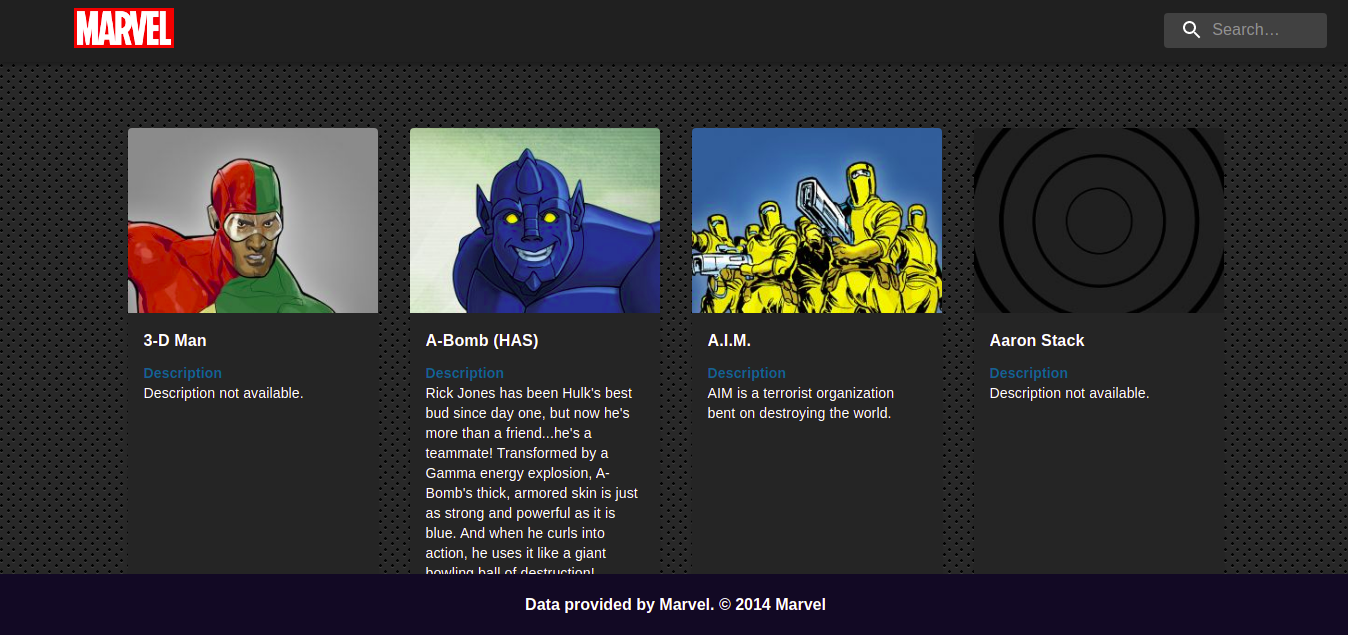 MARVEL
Search…
3-D Man
Description
Description not available.
A-Bomb (HAS)
Description
Rick Jones has been Hulk's best
bud since day one, but now he's
more than a friend...he's a
teammate! Transformed by a
Gamma energy explosion, A-
Bomb's thick, armored skin is just
as strong and powerful as it is
blue. And when he curls into
action, he uses it like a giant
bowling ball of destruction!
A.I.M.
Description
AIM is a terrorist organization
bent on destroying the world.
Aaron Stack
Description
Description not available.
Data provided by Marvel. © 2014 Marvel